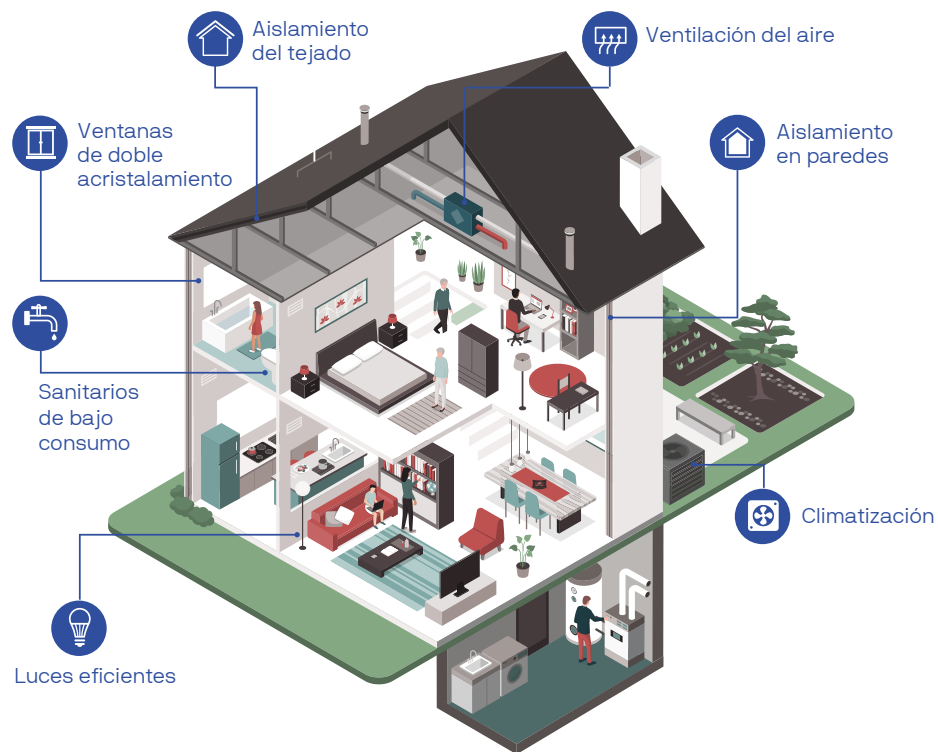 Aislamiento
del tejado
Ventilación del aire
Ventanas
de doble
acristalamiento
Aislamiento
en paredes
Sanitarios
de bajo
consumo
Climatización
Luces eficientes